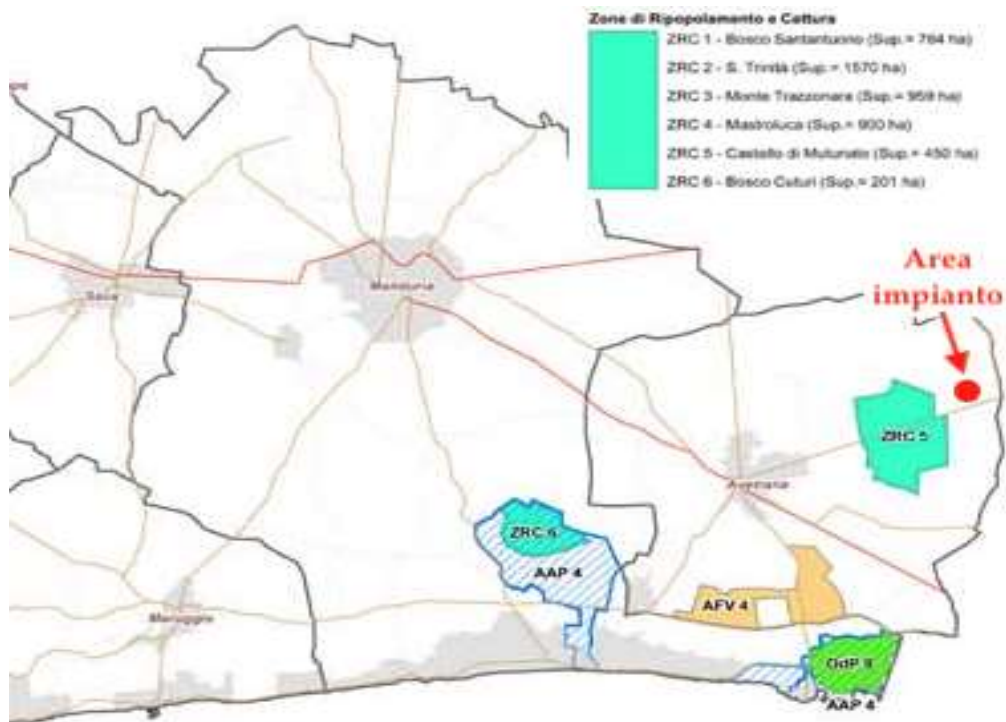 Zone di Ripopolamento e Cattura
ZRC 1 - Bosco Santantuono (Sup.= 764 ha)
ZRC 2 - S. Trinità (Sup.= 1570 ha)
ZRC 3 - Monte Trazzonara (Sup.= 959 ha)
ZRC 4 - Mastroluca (Sup.= 900 ha)
ZRC 5 - Castello di Mutunato (Sup.= 450 ha)
ZRC 6 - Bosco Cuturi (Sup.= 201 ha)
Area
impianto
Manduria
Sava
ZRC 5
Avetrana
ZRC 6
AAP 4
AFV 4
Maruggio
AAP 4